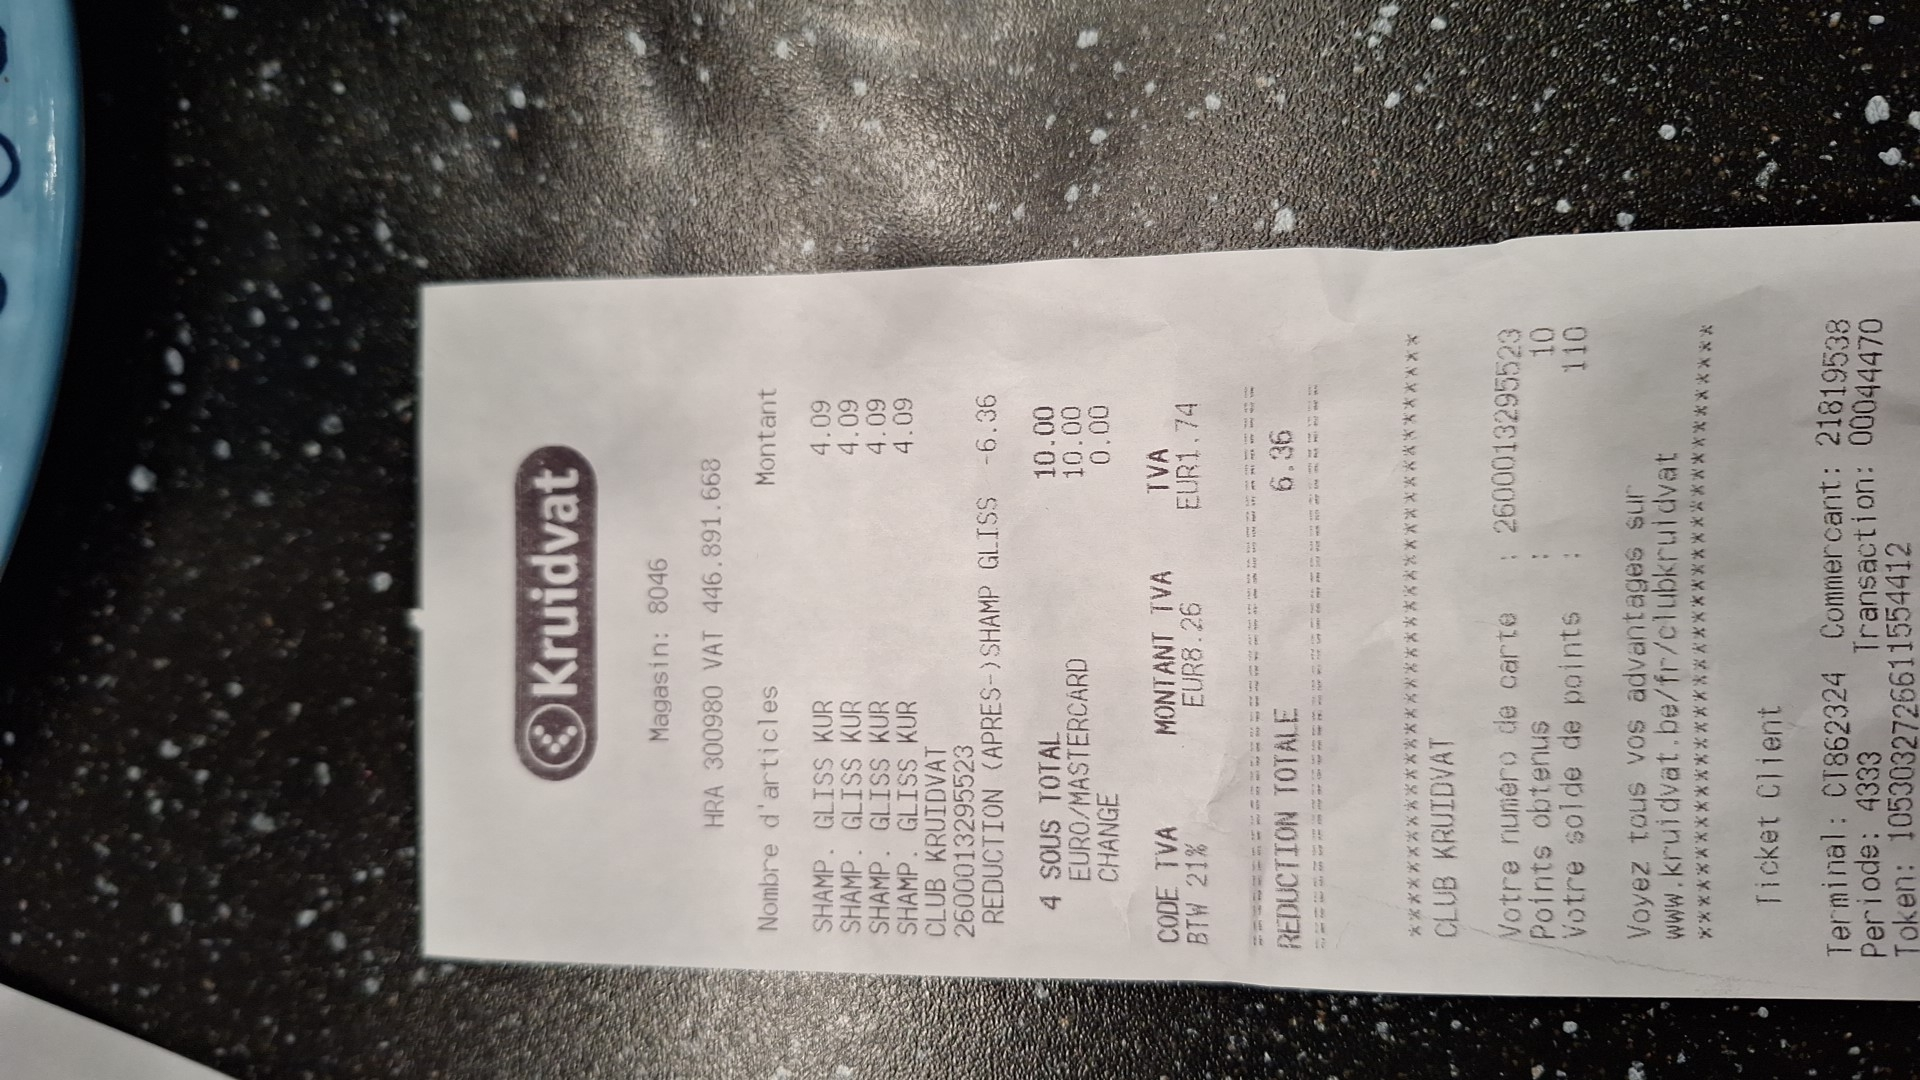 Kruidvat
Magasin: 8046
HRA 300980 VAT 446.891.668
Nombre d'articles Montant
SHAMP. GLISS KUR 4.09
SHAMP. GLISS KUR 4.09
SHAMP. GLISS KUR 4.09
SHAMP. GLISS KUR 4.09
CLUB KRUIDVAT
2600013295523
REDUCTION (APRES-)SHAMP GLISS -6.36
4 SOUS TOTAL 10.00
EURO/MASTERCARD 10.00
CHANGE 0.00
CODE TVA MONTANT TVA TVA
BTW 21% EUR8.26 EUR1.74
REDUCTION TOTALE 6.36
CLUB KRUIDVAT
Votre numéro de carte : 2600013295523
Points obtenus : 10
Votre solde de points : 110
Voyez tous vos advantages sur
www.kruidvat.be/fr/clubkruidvat
Ticket Client
Terminal: CT862324 Commercant: 21819538
Periode: 4333 Transaction: 00044470
Token: 1053032726611554412